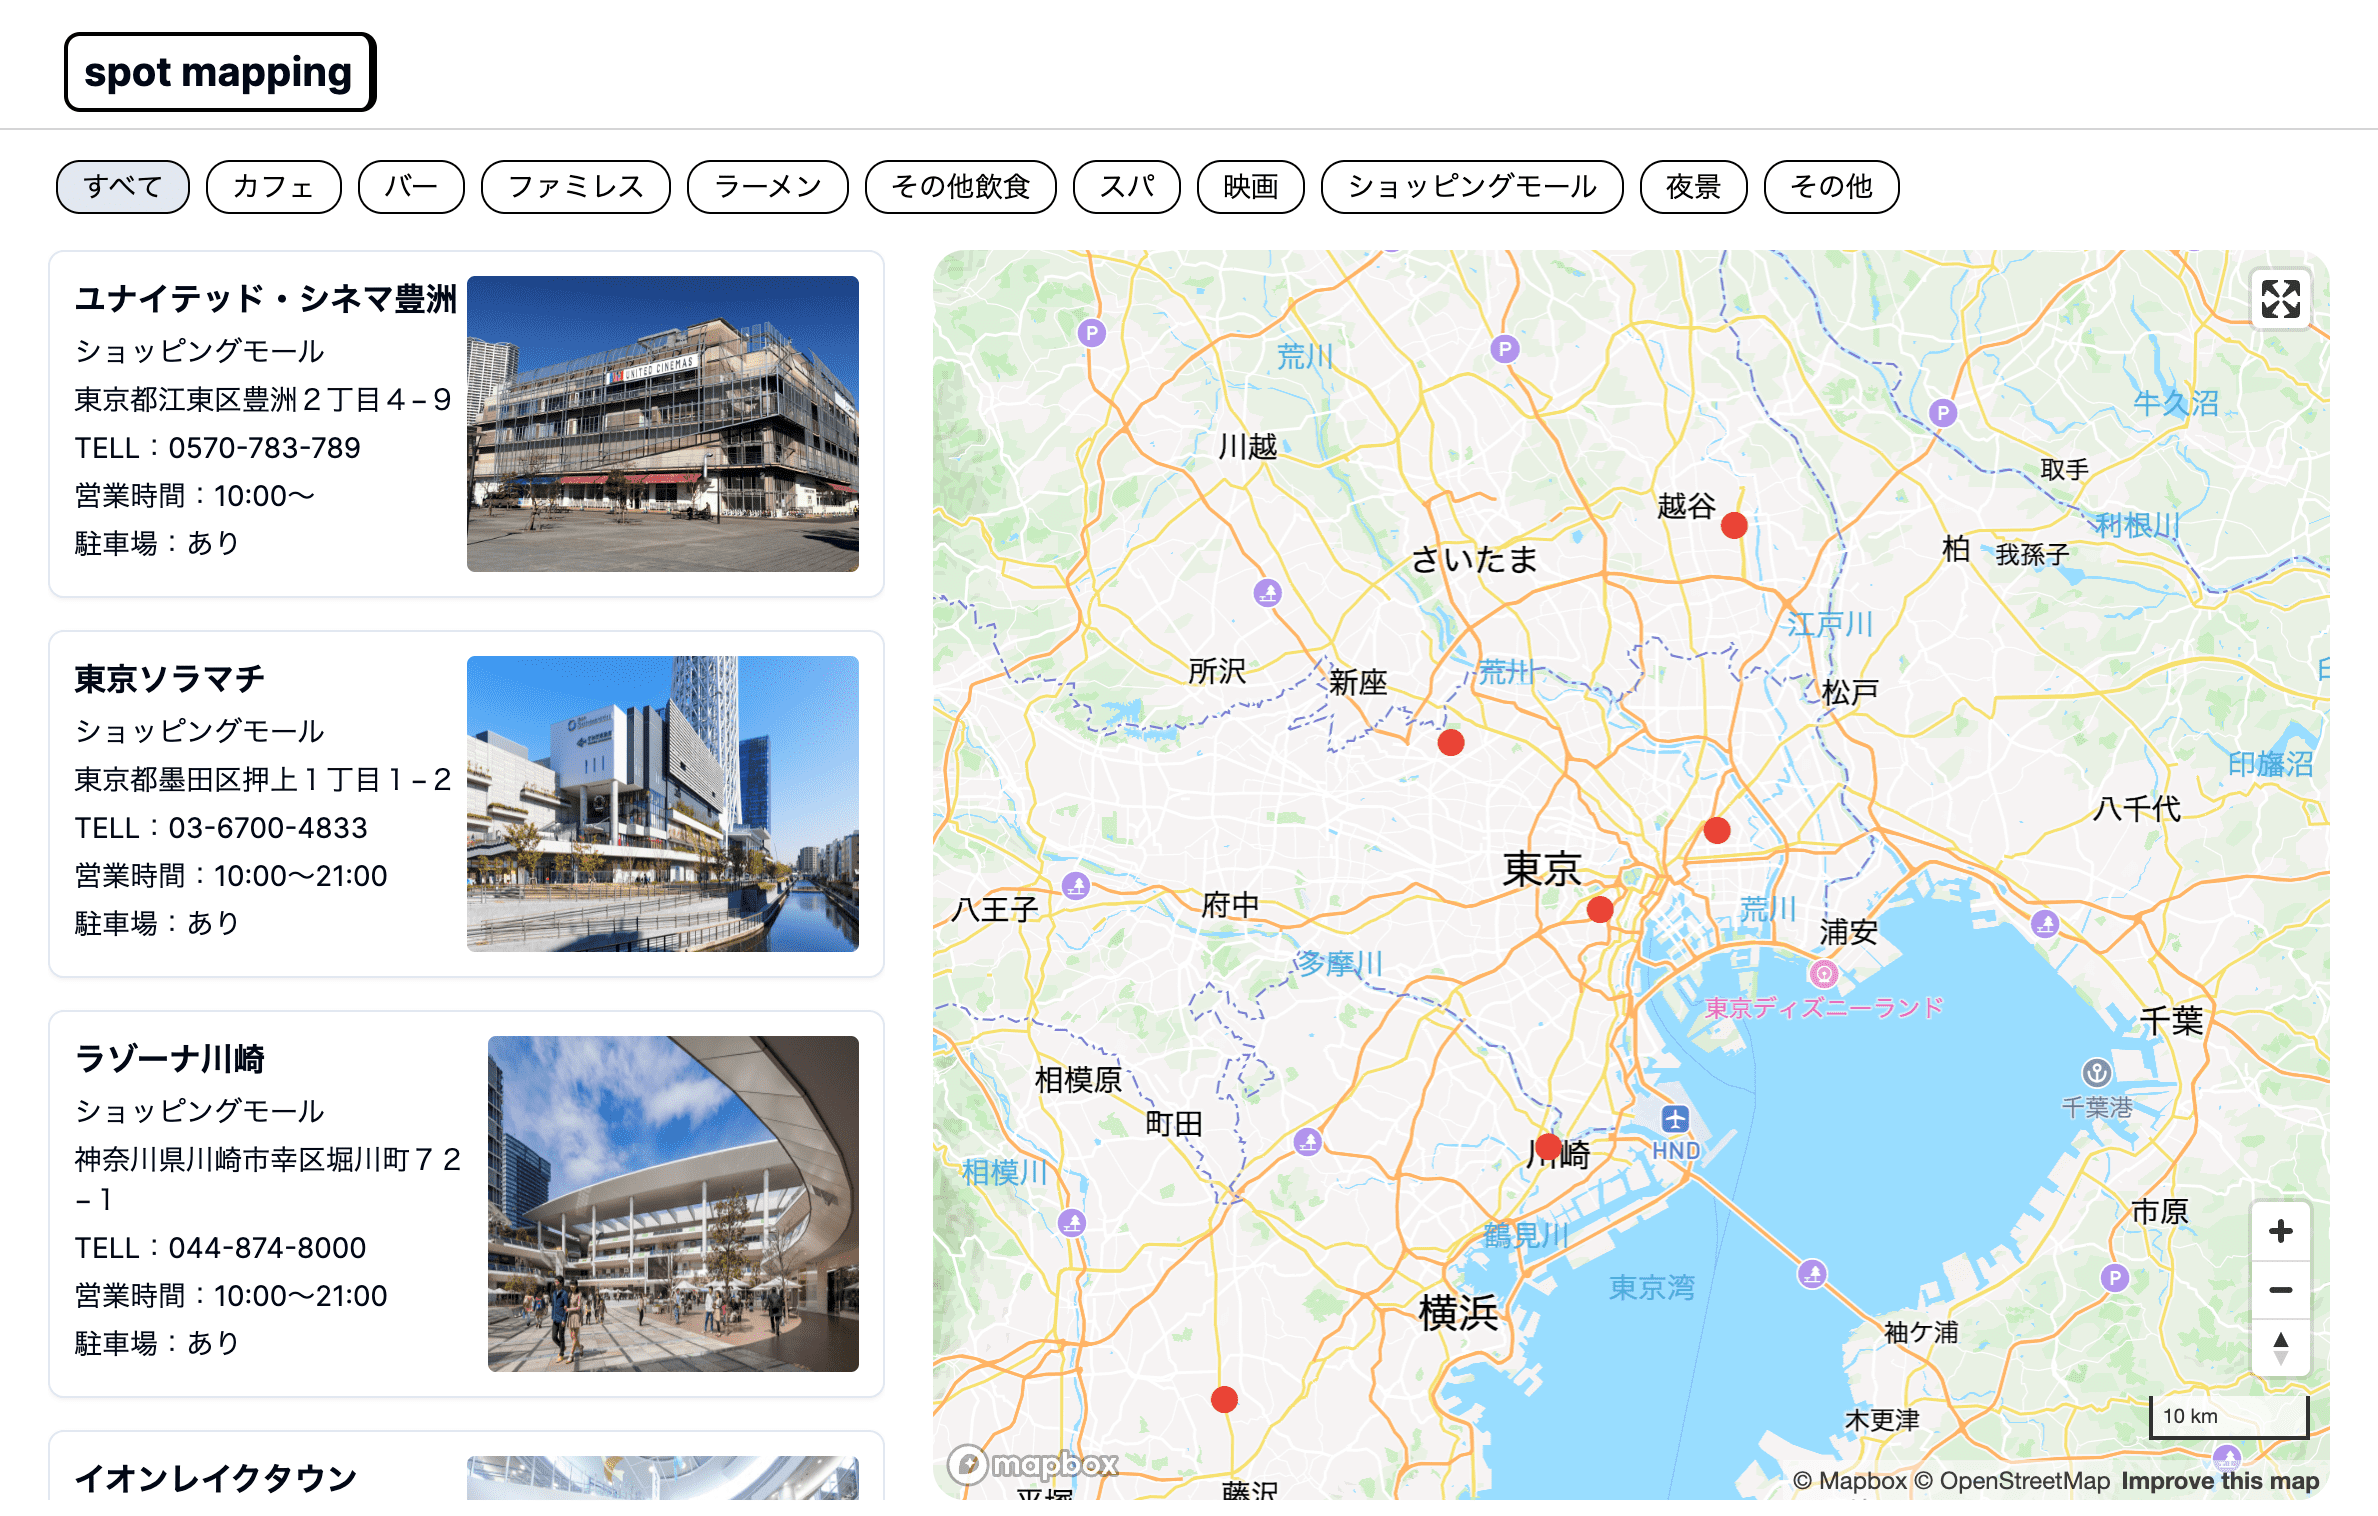 spot mapping
すべて
カフェ
バー
ファミレス
ラーメン
その他飲食
スパ
映画
ショッピングモール
夜景
その他
ユナイテッド・シネマ豊洲
ショッピングモール
東京都江東区豊洲２丁目４−９
TELL：0570-783-789
営業時間：10:00〜
駐車場：あり
UNITED CINEMAS
東京ソラマチ
ショッピングモール
東京都墨田区押上１丁目１−２
TELL：03-6700-4833
営業時間：10:00〜21:00
駐車場：あり
ラゾーナ川崎
ショッピングモール
神奈川県川崎市幸区堀川町７２
−１
TELL：044-874-8000
営業時間：10:00〜21:00
駐車場：あり
イオンレイクタウン
P
P
荒川
P
牛久沼
川越
取手
越谷
利根川
さいたま
柏
我孫子
江戸川
所沢
新座
荒川
松戸
印旛沼
八千代
東京
八王子
府中
荒川
浦安
多摩川
東京ディズニーランド
千葉
相模原
千葉港
町田
HND
川崎
相模川
市原
鶴見川
P
東京湾
横浜
袖ケ浦
木更津
10 km
mapbox
平塚
藤沢
© Mapbox © OpenStreetMap Improve this map